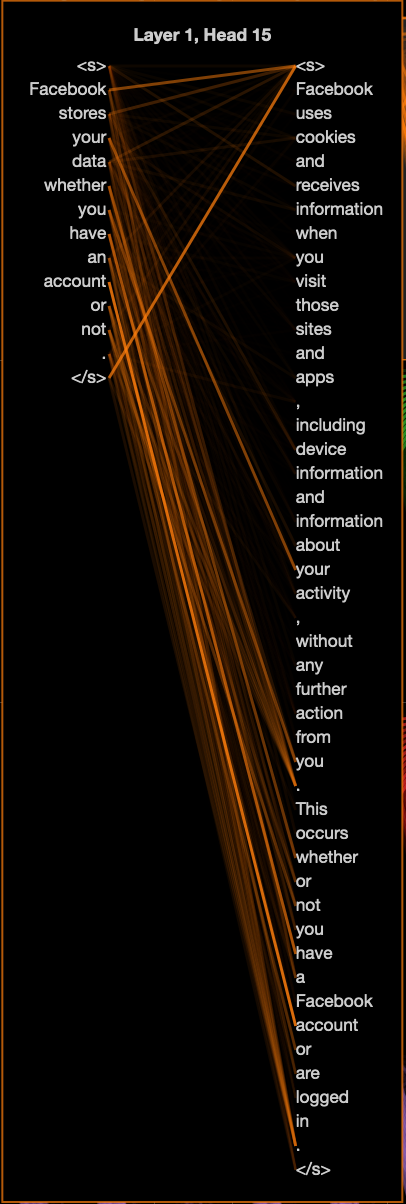 Layer 1, Head 15
<s>
Facebook
stores
your
data
whether
you
have
an
account
or
not
.
</s>
<s>
Facebook
uses
cookies
and
receives
information
when
you
visit
those
sites
and
apps
,
including
device
information
and
information
about
your
activity
,
without
any
further
action
from
you
.
This
occurs
whether
or
not
you
have
a
Facebook
account
or
are
logged
in
.
</s>